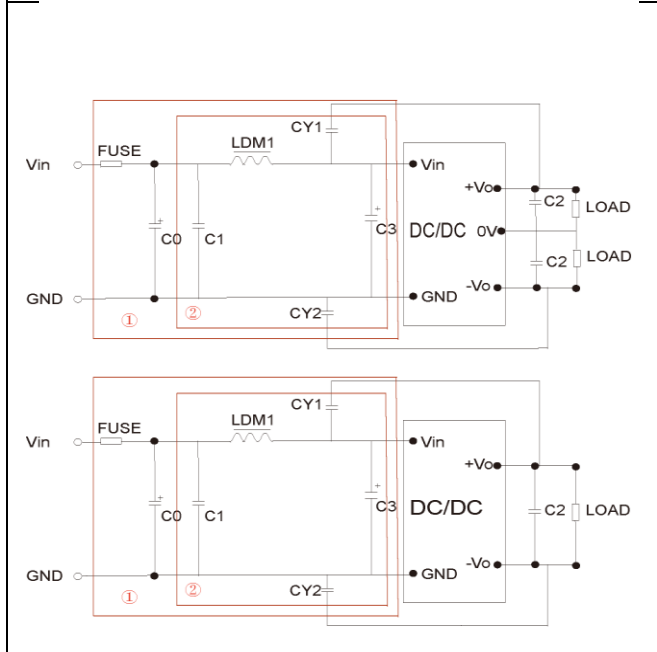 CY1
FUSE
LDM1
Vin
Vin
+Vo
C2
LOAD
C0
C1
C3
DC/DC
0V
C2
LOAD
GND
GND
-Vo
①
②
CY2
CY1
FUSE
LDM1
Vin
Vin
+Vo
C0
C1
C3
DC/DC
C2
LOAD
GND
GND
-Vo
①
②
CY2